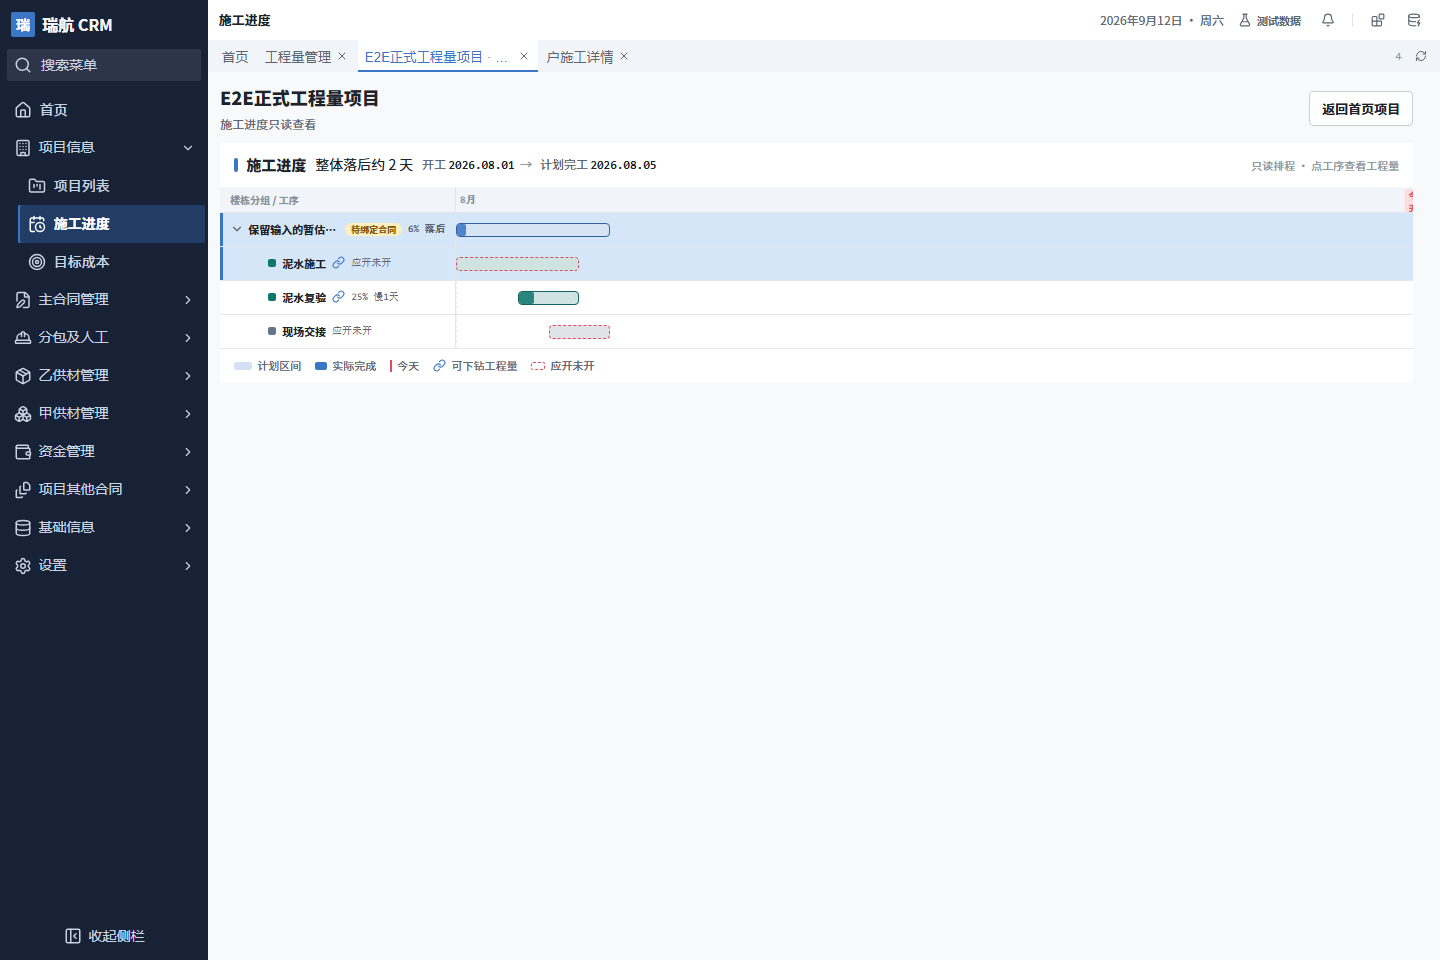 瑞 瑞航 CRM
搜索菜单
首页
项目信息
项目列表
施工进度
目标成本
主合同管理
分包及人工
乙供材管理
甲供材管理
资金管理
项目其他合同
基础信息
设置
收起侧栏
施工进度
2026年9月12日 · 周六
测试数据
首页
工程量管理
E2E正式工程量项目 · ...
户施工详情
4
E2E正式工程量项目
施工进度只读查看
返回首页项目
施工进度 整体落后约 2 天 开工 2026.08.01 → 计划完工 2026.08.05
只读排程 · 点工序查看工程量
楼栋分组 / 工序
8月
今
天
保留输入的暂估… 待绑定合同 6% 落后
泥水施工 应开未开
泥水复验 25% 慢1天
现场交接 应开未开
计划区间 实际完成 今天 可下钻工程量 应开未开